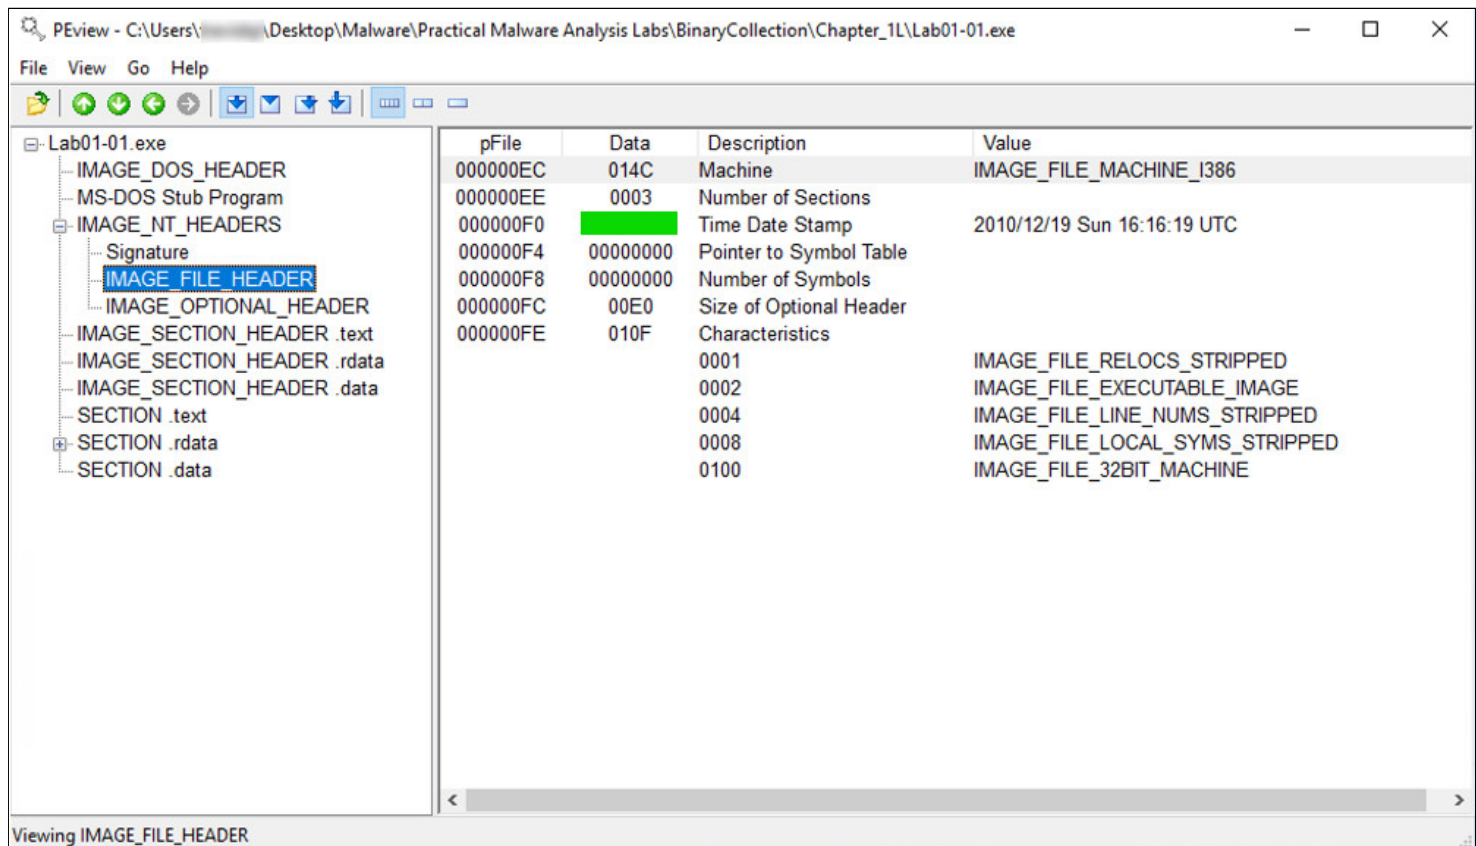 PEview - C:\Users\ \Desktop\Malware\Practical Malware Analysis Labs\BinaryCollection\Chapter_1L\Lab01-01.exe
File View Go Help
Lab01-01.exe
IMAGE_DOS_HEADER
MS-DOS Stub Program
IMAGE_NT_HEADERS
Signature
IMAGE_FILE_HEADER
IMAGE_OPTIONAL_HEADER
IMAGE_SECTION_HEADER .text
IMAGE_SECTION_HEADER .rdata
IMAGE_SECTION_HEADER .data
SECTION .text
SECTION .rdata
SECTION .data
pFile Data Description Value
000000EC 014C Machine IMAGE_FILE_MACHINE_I386
000000EE 0003 Number of Sections
000000F0 Time Date Stamp 2010/12/19 Sun 16:16:19 UTC
000000F4 00000000 Pointer to Symbol Table
000000F8 00000000 Number of Symbols
000000FC 00E0 Size of Optional Header
000000FE 010F Characteristics
0001 IMAGE_FILE_RELOCS_STRIPPED
0002 IMAGE_FILE_EXECUTABLE_IMAGE
0004 IMAGE_FILE_LINE_NUMS_STRIPPED
0008 IMAGE_FILE_LOCAL_SYMS_STRIPPED
0100 IMAGE_FILE_32BIT_MACHINE
Viewing IMAGE_FILE_HEADER